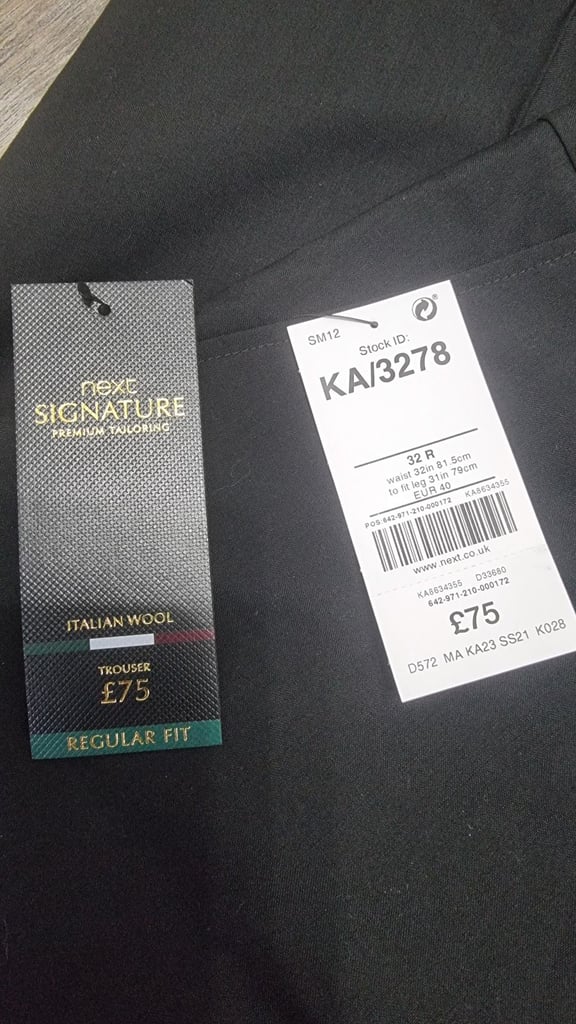 next
SIGNATURE
PREMIUM TAILORING
ITALIAN WOOL
TROUSER
£75
REGULAR FIT
SM12
Stock ID:
KA/3278
32 R
waist 32in 81.5cm
to fit leg 31in 79cm
EUR 40
POS:642-971-210-000172 KA8634355
www.next.co.uk
KA8634355 D33680
642-971-210-000172
£75
D572 MA KA23 SS21 K028